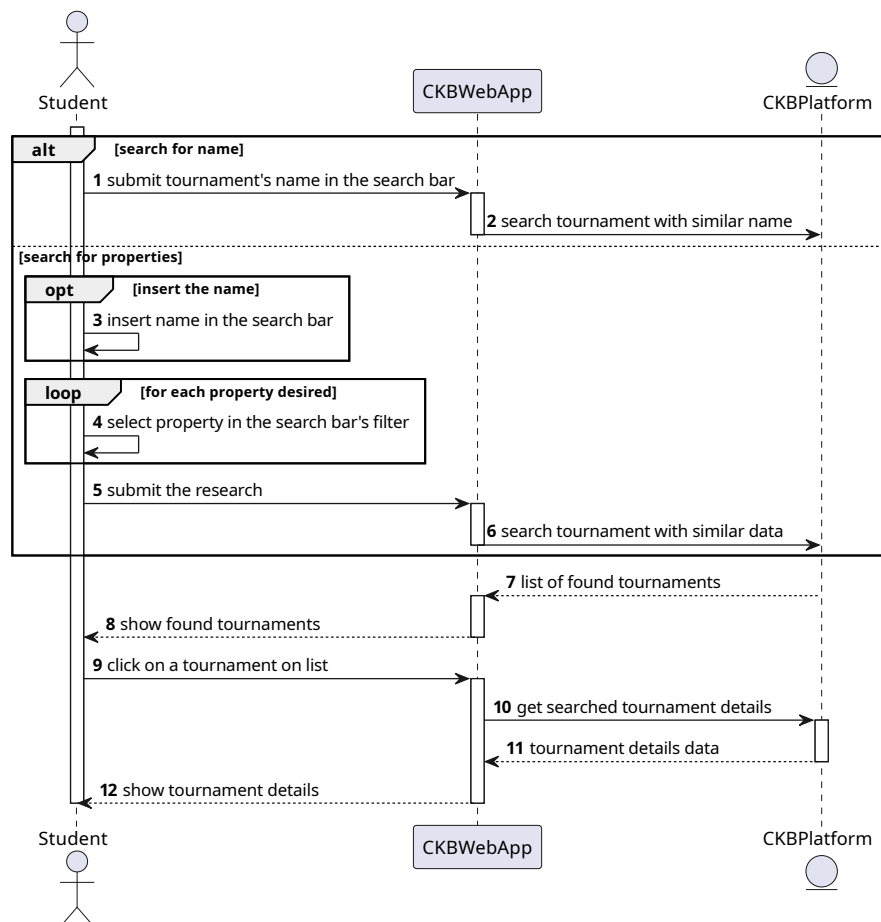 Student
CKBWebApp
CKBPlatform
alt [search for name]
1 submit tournament's name in the search bar
2 search tournament with similar name
[search for properties]
opt [insert the name]
3 insert name in the search bar
loop [for each property desired]
4 select property in the search bar's filter
5 submit the research
6 search tournament with similar data
7 list of found tournaments
8 show found tournaments
9 click on a tournament on list
10 get searched tournament details
11 tournament details data
12 show tournament details
Student
CKBWebApp
CKBPlatform